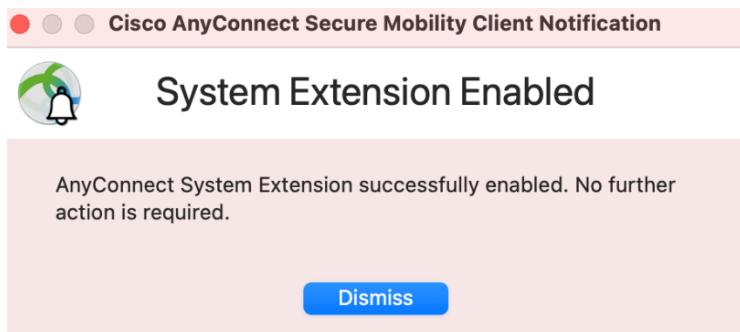 Cisco AnyConnect Secure Mobility Client Notification
System Extension Enabled
AnyConnect System Extension successfully enabled. No further
action is required.
Dismiss